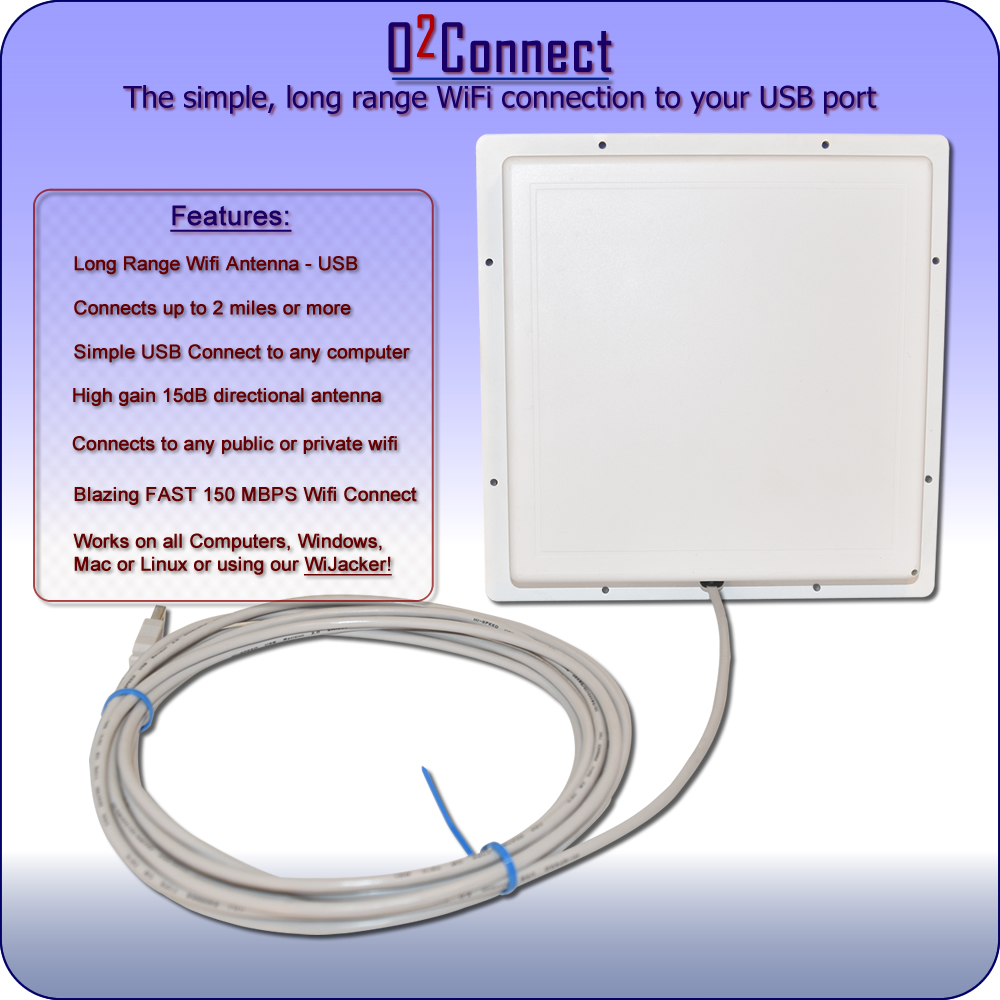 O2Connect
The simple, long range WiFi connection to your USB port
Features:
Long Range Wifi Antenna - USB
Connects up to 2 miles or more
Simple USB Connect to any computer
High gain 15dB directional antenna
Connects to any public or private wifi
Blazing FAST 150 MBPS Wifi Connect
Works on all Computers, Windows,
Mac or Linux or using our WiJacker!
HI-SPEED